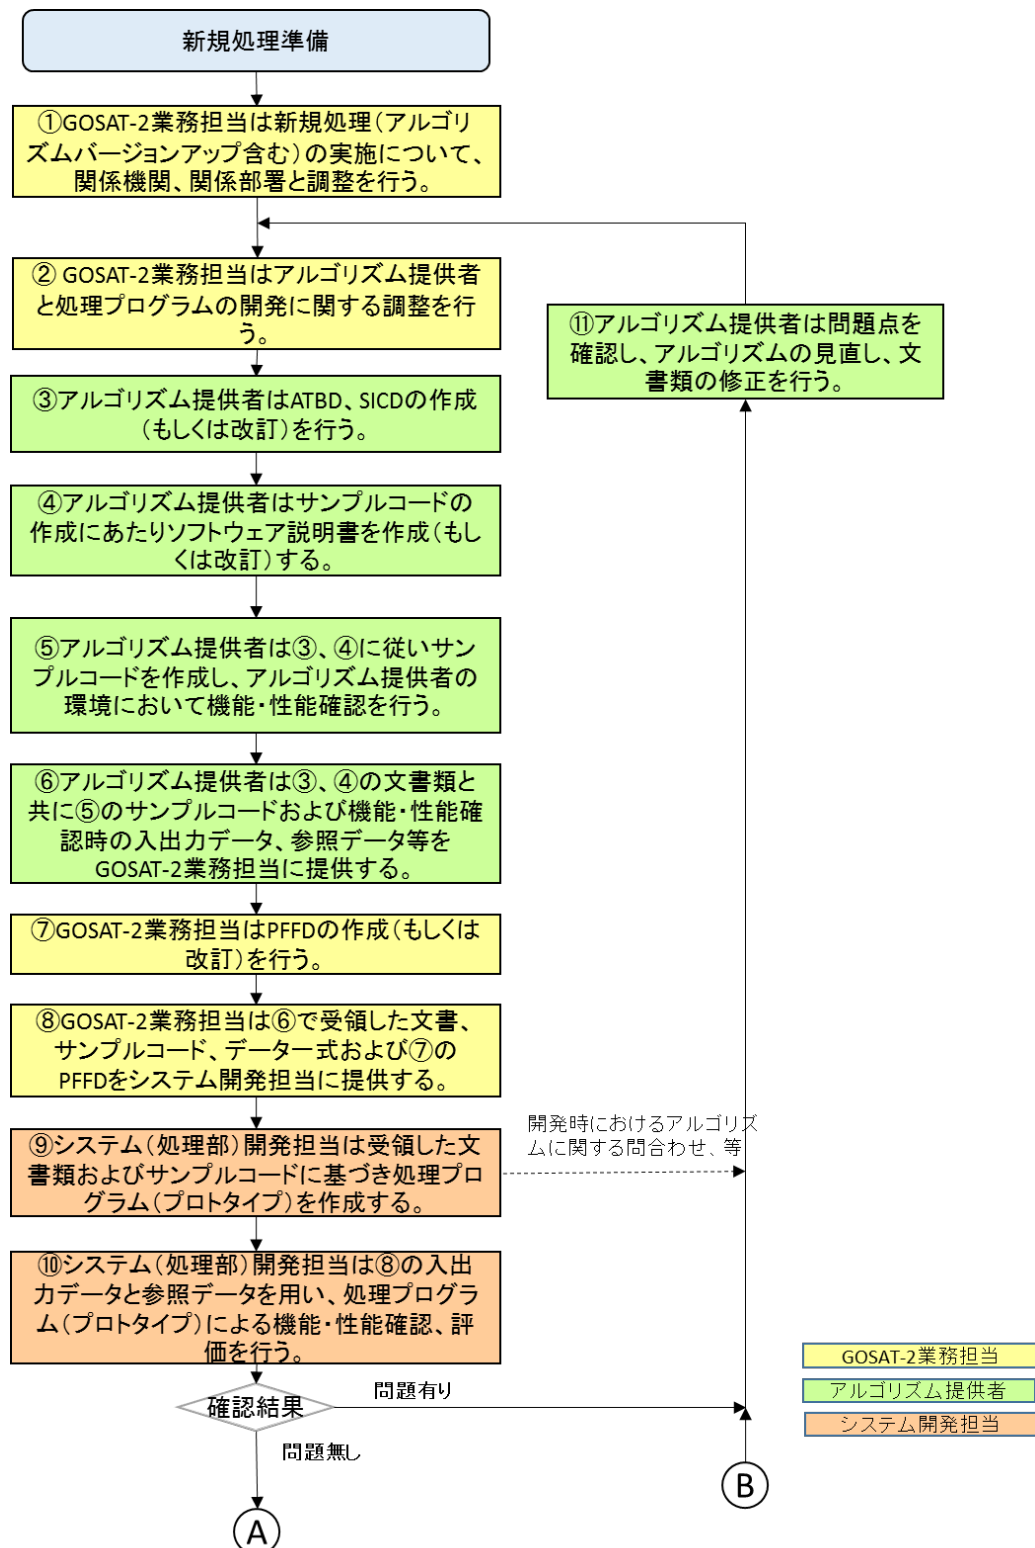 新規処理準備
①GOSAT-2業務担当は新規処理（アルゴリ
ズムバージョンアップ含む）の実施について、
関係機関、関係部署と調整を行う。
② GOSAT-2業務担当はアルゴリズム提供者
と処理プログラムの開発に関する調整を行
う。
③アルゴリズム提供者はATBD、SICDの作成
（もしくは改訂）を行う。
④アルゴリズム提供者はサンプルコードの
作成にあたりソフトウェア説明書を作成（もし
くは改訂）する。
⑤アルゴリズム提供者は③、④に従いサン
プルコードを作成し、アルゴリズム提供者の
環境において機能・性能確認を行う。
⑥アルゴリズム提供者は③、④の文書類と
共に⑤のサンプルコードおよび機能・性能確
認時の入出力データ、参照データ等を
GOSAT-2業務担当に提供する。
⑦GOSAT-2業務担当はPFFDの作成（もしくは
改訂）を行う。
⑧GOSAT-2業務担当は⑥で受領した文書、
サンプルコード、データ一式および⑦の
PFFDをシステム開発担当に提供する。
⑨システム（処理部）開発担当は受領した文
書類およびサンプルコードに基づき処理プロ
グラム（プロトタイプ）を作成する。
開発時におけるアルゴリズ
ムに関する問合わせ、等
⑩システム（処理部）開発担当は⑧の入出
力データと参照データを用い、処理プログラ
ム（プロトタイプ）による機能・性能確認、評
価を行う。
確認結果
問題有り
問題無し
A
B
⑪アルゴリズム提供者は問題点を
確認し、アルゴリズムの見直し、文
書類の修正を行う。
GOSAT-2業務担当
アルゴリズム提供者
システム開発担当